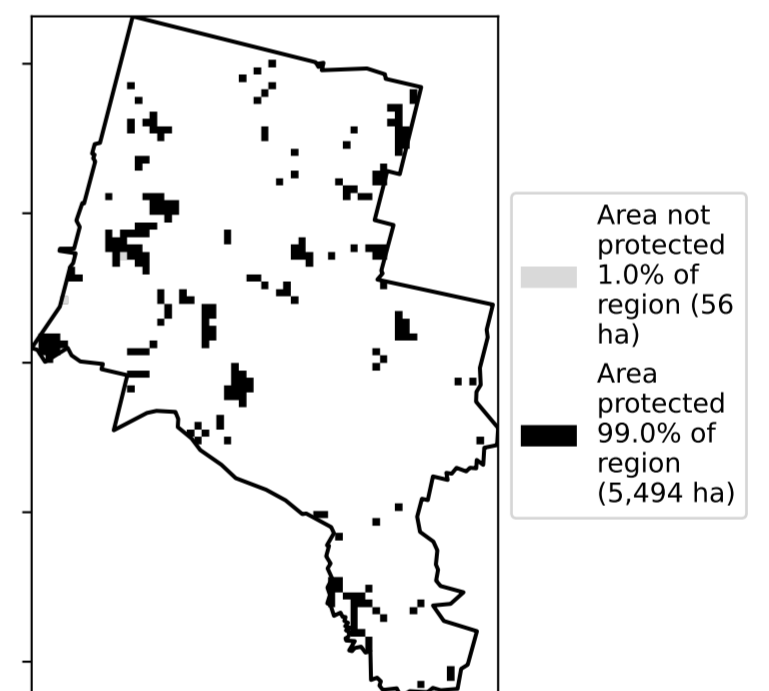 Area not
protected
1.0% of
region (56
ha)
Area
protected
99.0% of
region
(5,494 ha)